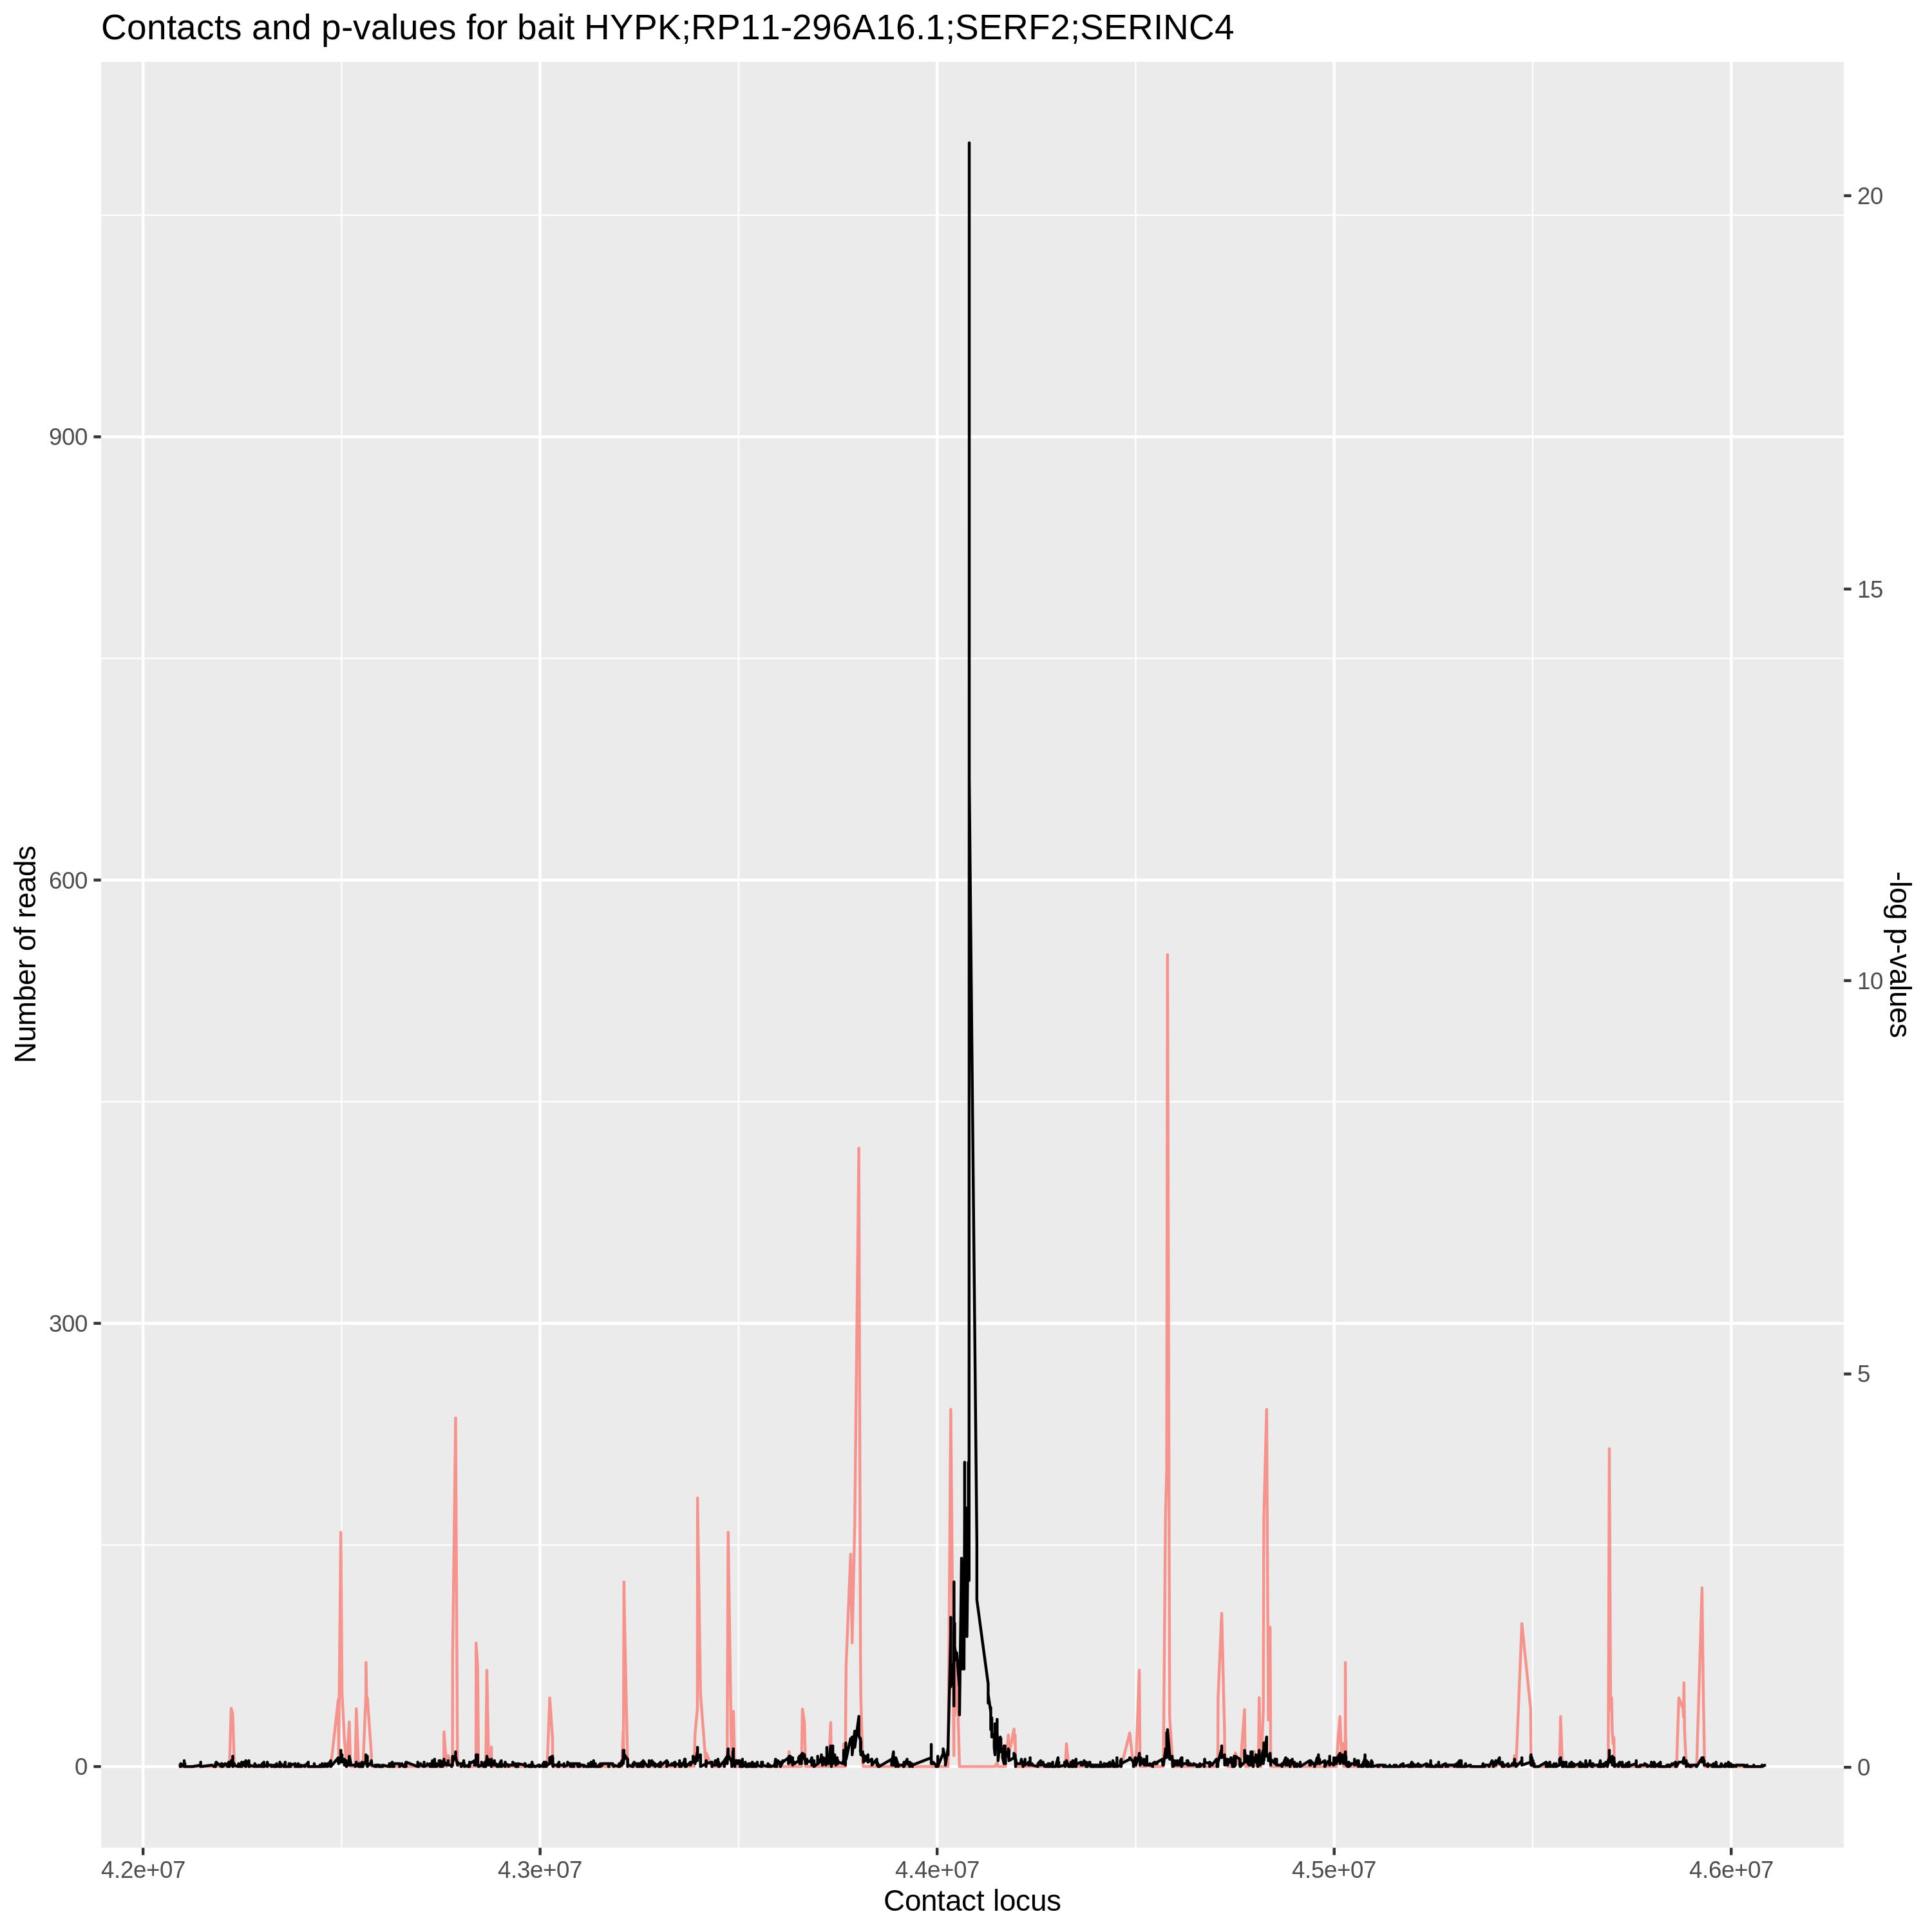 Contacts and p-values for bait HYPK;RP11-296A16.1;SERF2;SERINC4
20
900
15
Number of reads
600
-log p-values
10
300
5
0
0
4.2e+07
4.3e+07
4.4e+07
4.5e+07
4.6e+07
Contact locus